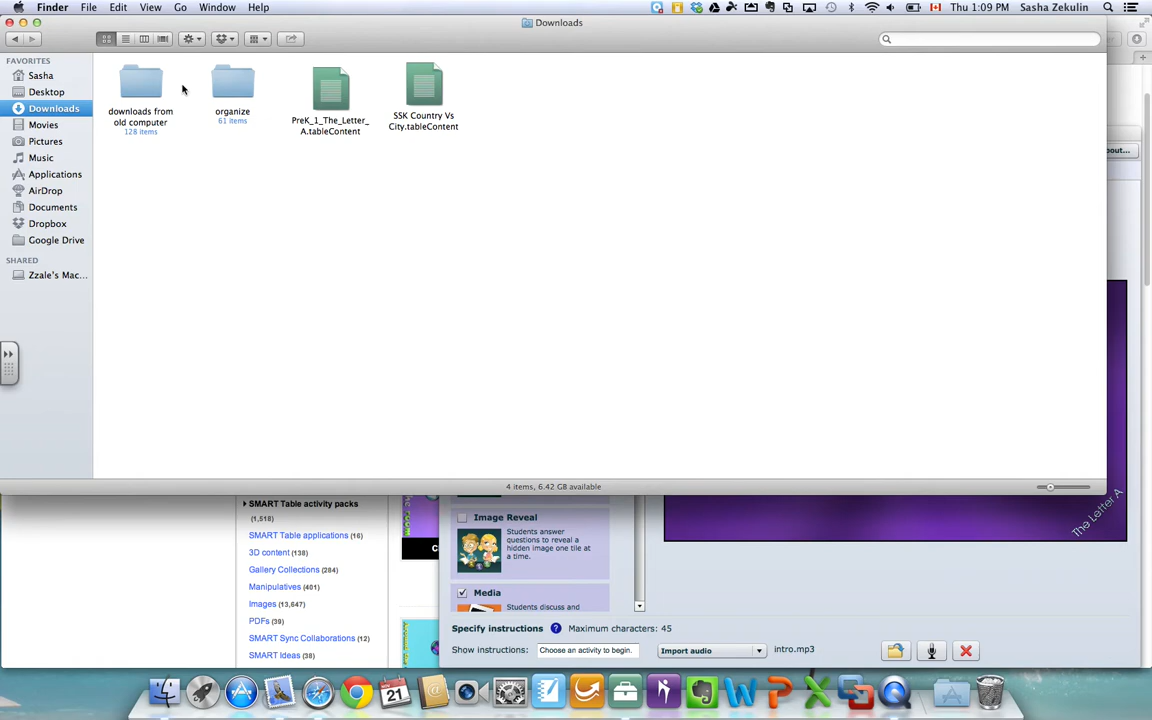 Finder File Edit View Go Window Help
Thu 1:09 PM Sasha Zekulin
Downloads
FAVORITES
Sasha
Desktop
Downloads
Movies
Pictures
Music
Applications
AirDrop
Documents
Dropbox
Google Drive
SHARED
Zzale's Mac...
downloads from
old computer
128 items
organize
61 items
PreK_1_The_Letter_
A.tableContent
SSK Country Vs
City.tableContent
4 items, 6.42 GB available
bout...
SMART Table activity packs
(1,518)
SMART Table applications (16)
3D content (138)
Gallery Collections (284)
Manipulatives (401)
Images (13,647)
PDFs (39)
SMART Sync Collaborations (12)
SMART Ideas (38)
C
Image Reveal
Students answer
questions to reveal a
hidden image one tile at
a time.
Media
Students discuss and
The Letter A
Specify instructions ? Maximum characters: 45
Show instructions: Choose an activity to begin. Import audio intro.mp3
21